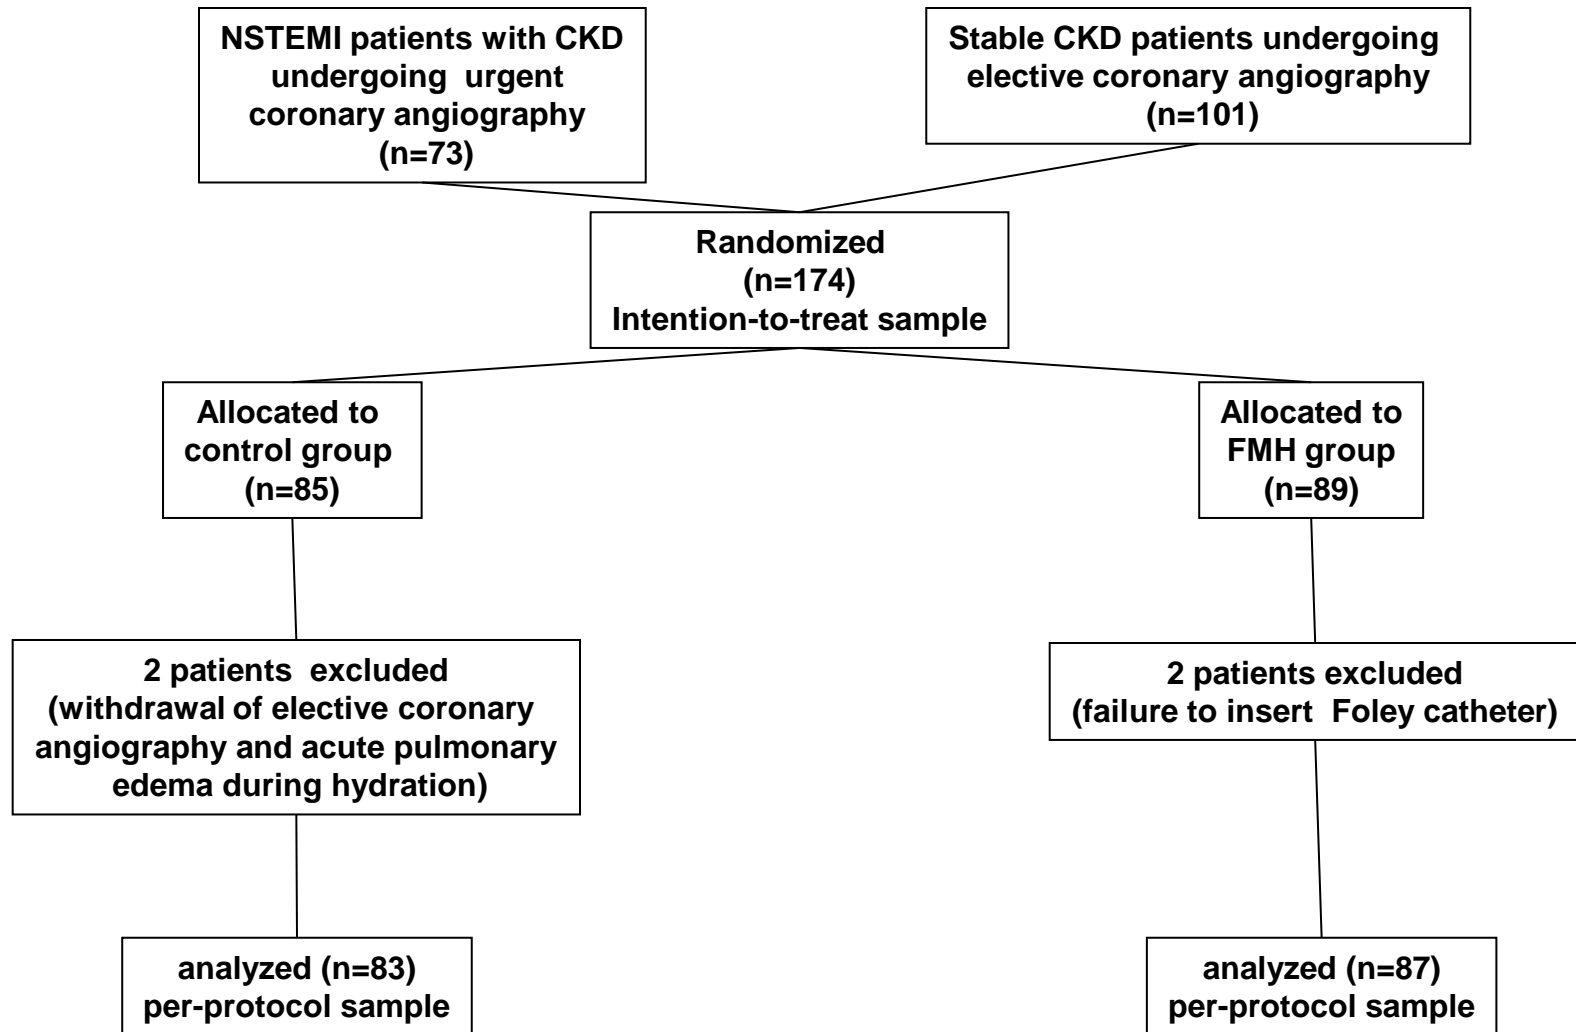 NSTEMI patients with CKD
undergoing urgent
coronary angiography
(n=73)
Stable CKD patients undergoing
elective coronary angiography
(n=101)
Randomized
(n=174)
Intention-to-treat sample
Allocated to
control group
(n=85)
Allocated to
FMH group
(n=89)
2 patients excluded
(withdrawal of elective coronary
angiography and acute pulmonary
edema during hydration)
2 patients excluded
(failure to insert Foley catheter)
analyzed (n=83)
per-protocol sample
analyzed (n=87)
per-protocol sample